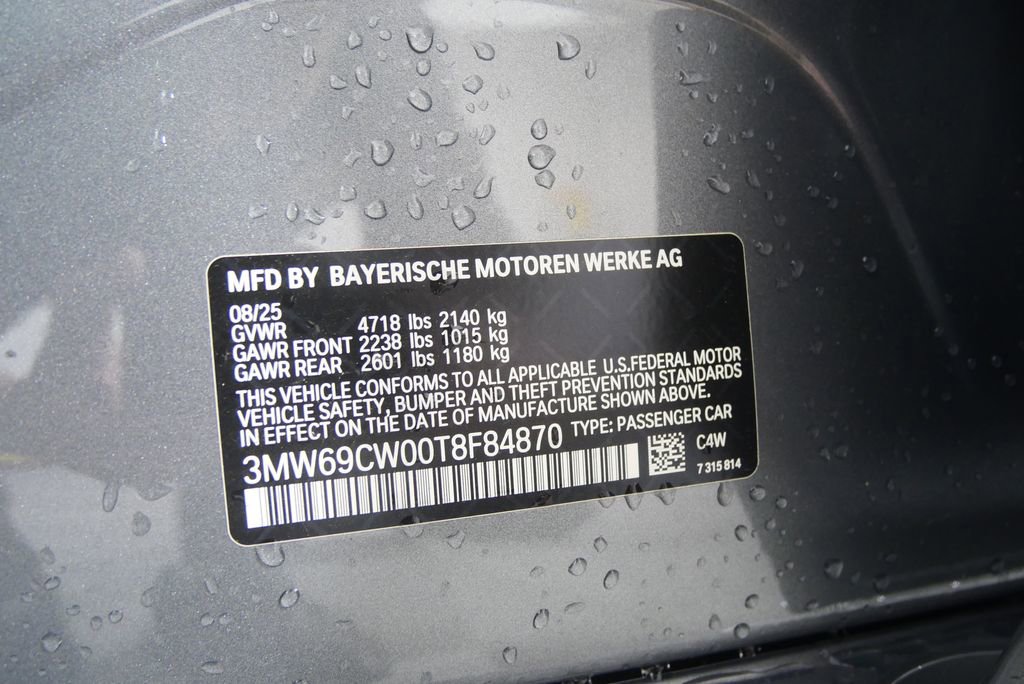 MFD BY BAYERISCHE MOTOREN WERKE AG
08/25
GVWR 4718 lbs 2140 kg
GAWR FRONT 2238 lbs 1015 kg
GAWR REAR 2601 lbs 1180 kg
THIS VEHICLE CONFORMS TO ALL APPLICABLE U.S.FEDERAL MOTOR
VEHICLE SAFETY, BUMPER AND THEFT PREVENTION STANDARDS
IN EFFECT ON THE DATE OF MANUFACTURE SHOWN ABOVE.
3MW69CW00T8F84870 TYPE: PASSENGER CAR
C4W
7 315 814